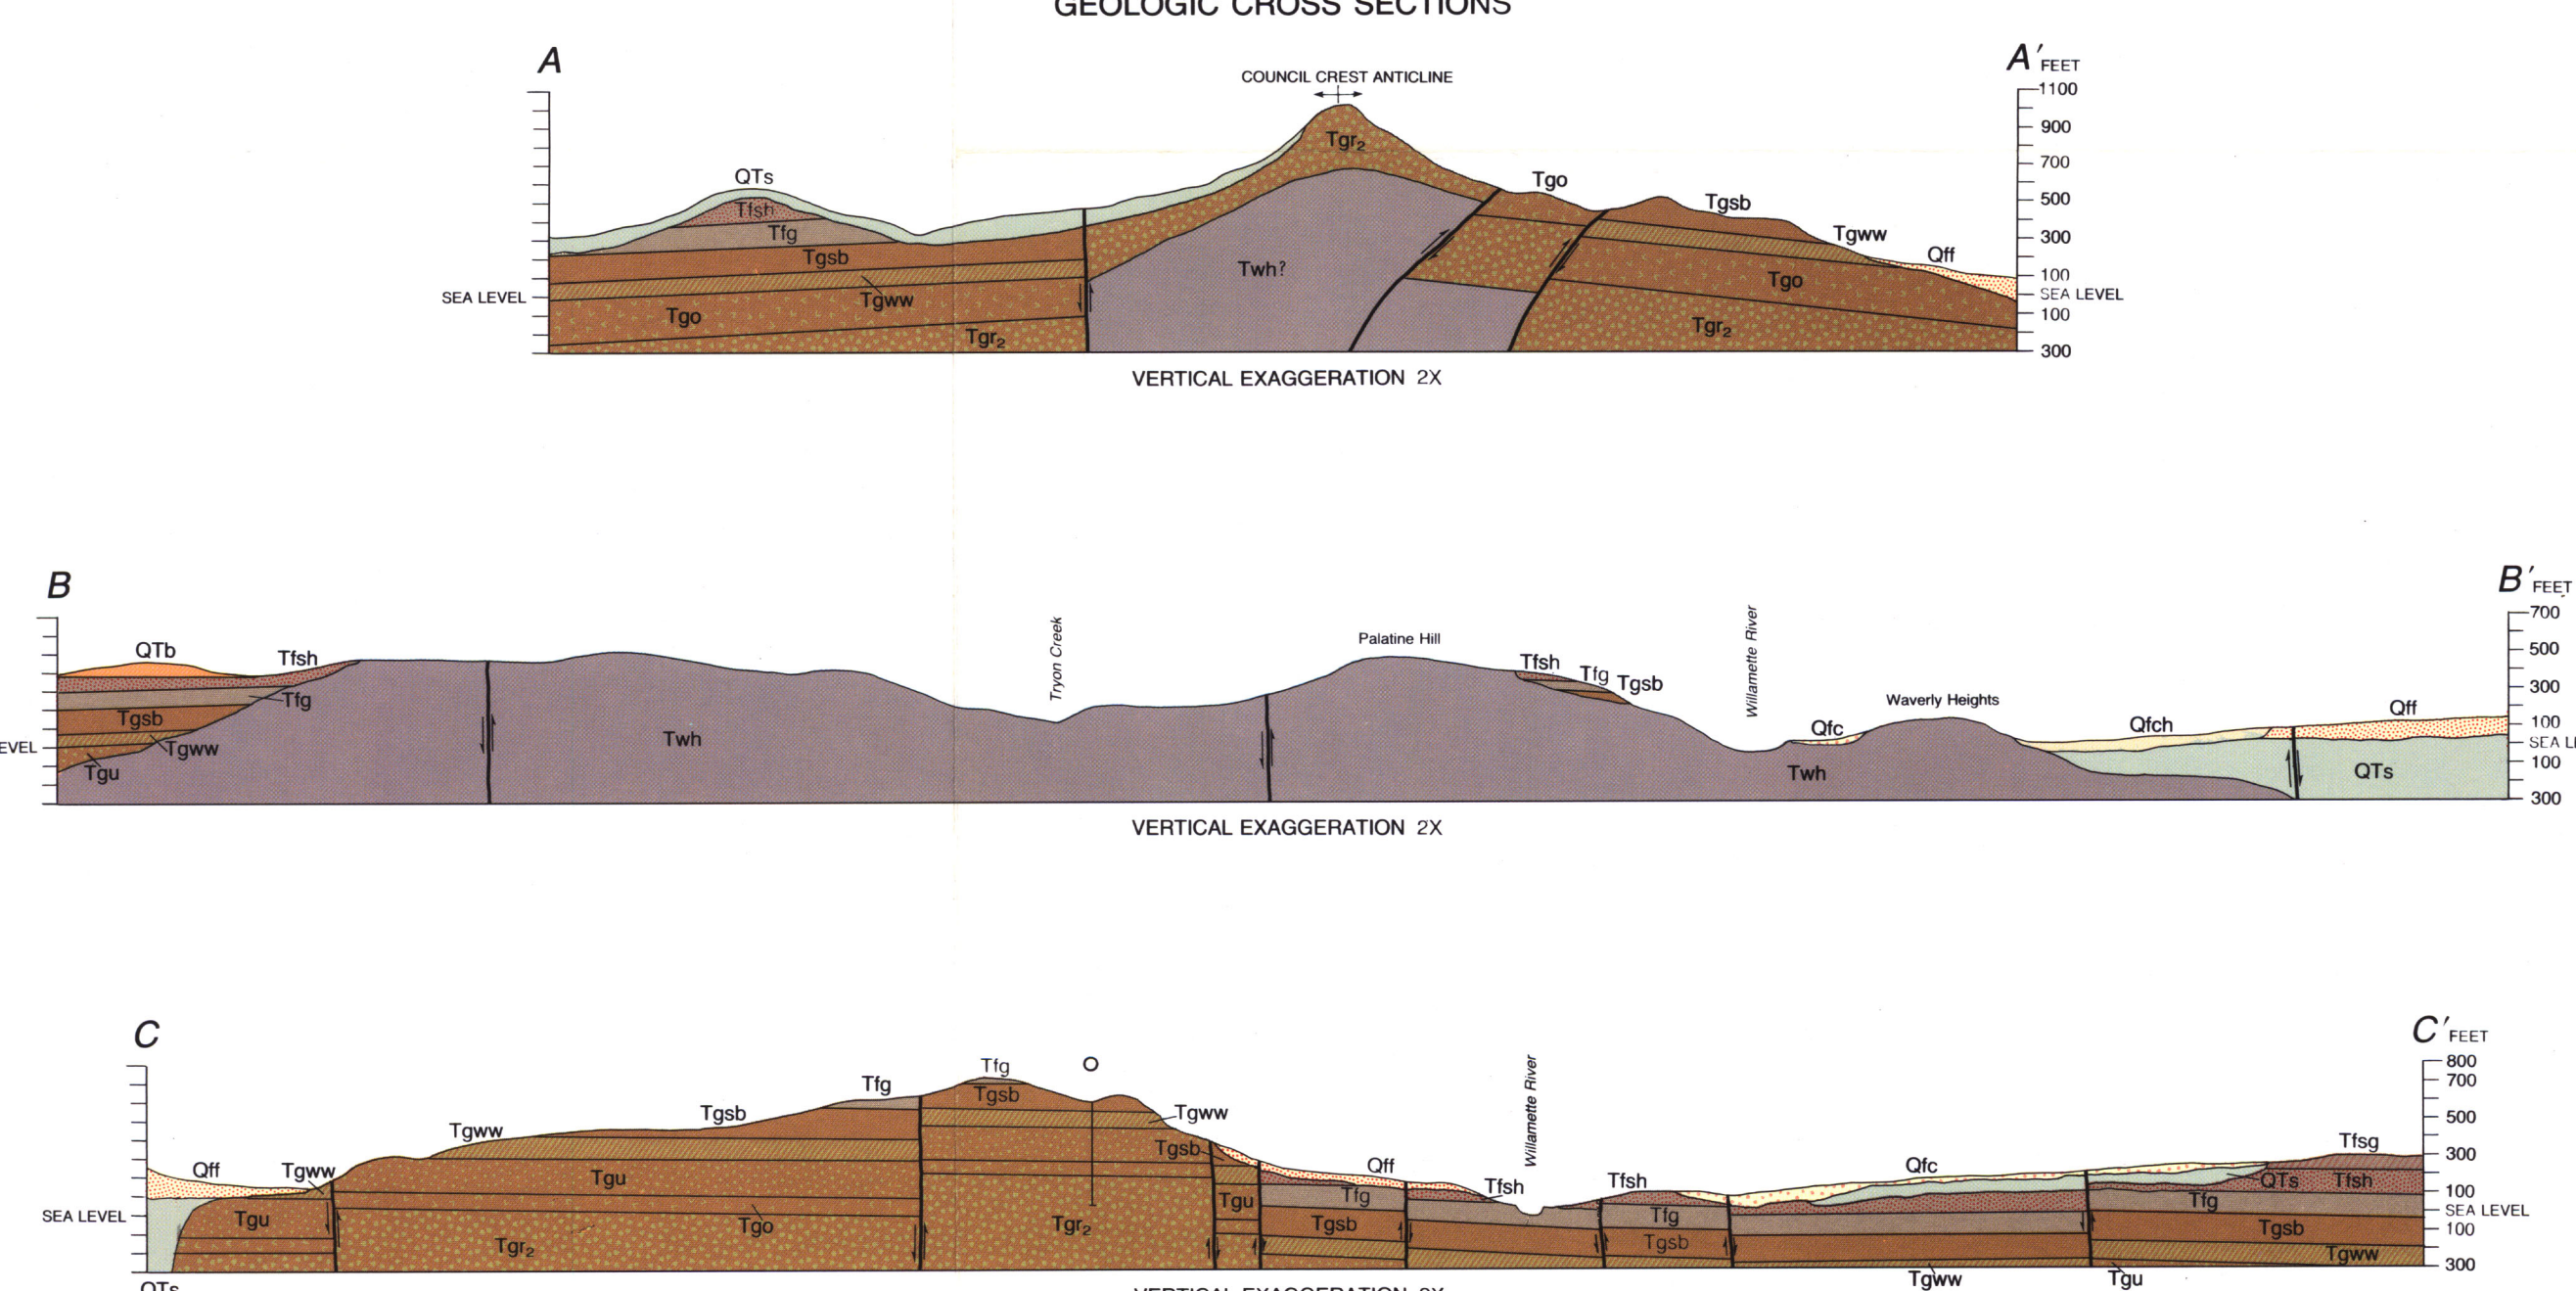 GEOLOGIC CROSS SECTIONS
A
A′ FEET
COUNCIL CREST ANTICLINE
1100
900
700
500
300
100
SEA LEVEL
100
300
QTs
Tfsh
Tfg
Tgsb
Tgww
Tgo
Tgr2
SEA LEVEL
Tgr2
Twh?
Tgo
Tgsb
Tgww
Qff
Tgo
Tgr2
VERTICAL EXAGGERATION 2X
B
B′ FEET
700
500
300
100
SEA L
100
300
EVEL
QTb
Tfsh
Tfg
Tgsb
Tgww
Tgu
Twh
Tryon Creek
Palatine Hill
Tfsh
Tfg
Tgsb
Willamette River
Waverly Heights
Qfc
Twh
Qfch
Qff
QTs
VERTICAL EXAGGERATION 2X
C
C′ FEET
800
700
500
300
100
SEA LEVEL
100
300
SEA LEVEL
Qff
Tgww
Tgu
QTs
Tgww
Tgsb
Tfg
Tgu
Tgo
Tgr2
Tfg
Tgsb
O
Tgww
Tgr2
Tgsb
Tgu
Qff
Tfg
Tgsb
Tfsh
Willamette River
Tfsh
Tfg
Tgsb
Qfc
Tgww
Tgu
Tfsg
QTs
Tfsh
Tfg
Tgsb
Tgww
VERTICAL EXAGGERATION 2X